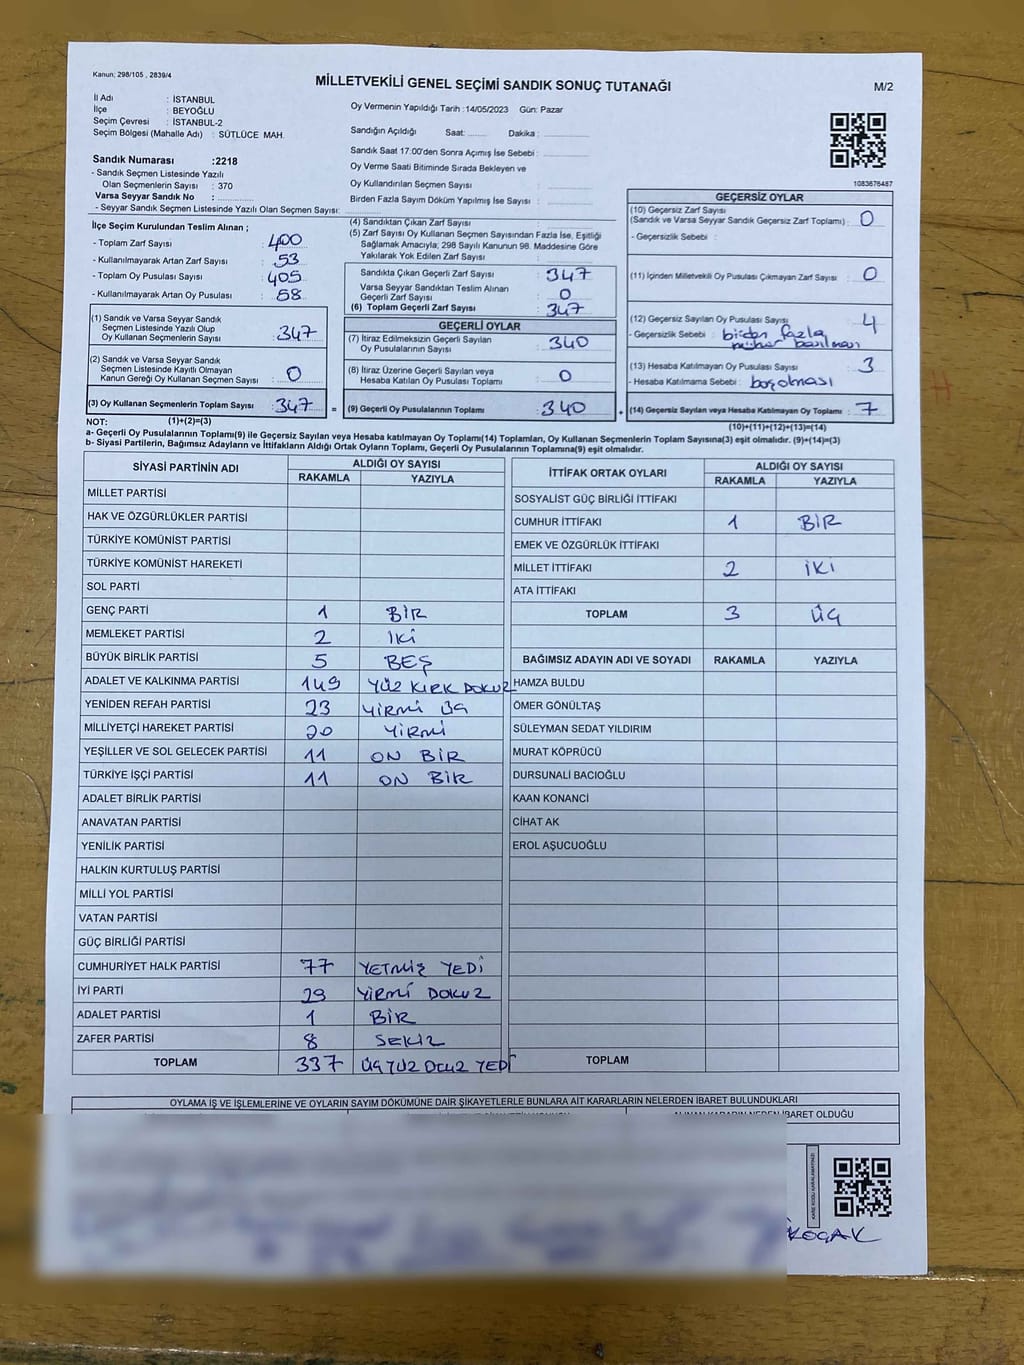 Kanun: 298/105 , 2839/4
MİLLETVEKİLİ GENEL SEÇİMİ SANDIK SONUÇ TUTANAĞI
M/2
İl Adı : İSTANBUL
İlçe : BEYOĞLU
Seçim Çevresi : İSTANBUL-2
Seçim Bölgesi (Mahalle Adı) : SÜTLÜCE MAH.
Sandık Numarası :2218
- Sandık Seçmen Listesinde Yazılı
Olan Seçmenlerin Sayısı : 370
Varsa Seyyar Sandık No :
- Seyyar Sandık Seçmen Listesinde Yazılı Olan Seçmen Sayısı:
Oy Vermenin Yapıldığı Tarih :14/05/2023 Gün: Pazar
Sandığın Açıldığı Saat: Dakika :
Sandık Saat 17:00'den Sonra Açımış İse Sebebi :
Oy Verme Saati Bitiminde Sırada Bekleyen ve
Oy Kullandırılan Seçmen Sayısı :
Birden Fazla Sayım Döküm Yapılmış İse Sayısı :
1083676487
İlçe Seçim Kurulundan Teslim Alınan ;
- Toplam Zarf Sayısı : 400
- Kullanılmayarak Artan Zarf Sayısı : 53
- Toplam Oy Pusulası Sayısı : 405
- Kullanılmayarak Artan Oy Pusulası : 58
(1) Sandık ve Varsa Seyyar Sandık
Seçmen Listesinde Yazılı Olup
Oy Kullanan Seçmenlerin Sayısı : 347
(2) Sandık ve Varsa Seyyar Sandık
Seçmen Listesinde Kayıtlı Olmayan
Kanun Gereği Oy Kullanan Seçmen Sayısı : 0
(3) Oy Kullanan Seçmenlerin Toplam Sayısı : 347
(1)+(2)=(3)
(4) Sandıktan Çıkan Zarf Sayısı :
(5) Zarf Sayısı Oy Kullanan Seçmen Sayısından Fazla İse, Eşitliği
Sağlamak Amacıyla; 298 Sayılı Kanunun 98. Maddesine Göre
Yakılarak Yok Edilen Zarf Sayısı :
Sandıkta Çıkan Geçerli Zarf Sayısı : 347
Varsa Seyyar Sandıktan Teslim Alınan
Geçerli Zarf Sayısı : 0
(6) Toplam Geçerli Zarf Sayısı : 347
GEÇERLİ OYLAR
(7) İtiraz Edilmeksizin Geçerli Sayılan
Oy Pusulalarının Sayısı : 340
(8) İtiraz Üzerine Geçerli Sayılan veya
Hesaba Katılan Oy Pusulası Toplamı : 0
= (9) Geçerli Oy Pusulalarının Toplamı : 340 +
GEÇERSİZ OYLAR
(10) Geçersiz Zarf Sayısı
(Sandık ve Varsa Seyyar Sandık Geçersiz Zarf Toplamı) : 0
- Geçersizlik Sebebi :
(11) İçinden Milletvekili Oy Pusulası Çıkmayan Zarf Sayısı : 0
(12) Geçersiz Sayılan Oy Pusulası Sayısı : 4
- Geçersizlik Sebebi : birden fazla
mühür basılması
(13) Hesaba Katılmayan Oy Pusulası Sayısı : 3
- Hesaba Katılmama Sebebi : boş olması
(14) Geçersiz Sayılan veya Hesaba Katılmayan Oy Toplamı : 7
(10)+(11)+(12)+(13)=(14)
NOT:
a- Geçerli Oy Pusulalarının Toplamı(9) ile Geçersiz Sayılan veya Hesaba katılmayan Oy Toplamı(14) Toplamları, Oy Kullanan Seçmenlerin Toplam Sayısına(3) eşit olmalıdır. (9)+(14)=(3)
b- Siyasi Partilerin, Bağımsız Adayların ve İttifakların Aldığı Oyların Toplamı, Geçerli Oy Pusulalarının Toplamına(9) eşit olmalıdır.
SİYASİ PARTİNİN ADI ALDIĞI OY SAYISI
RAKAMLA YAZIYLA
MİLLET PARTİSİ
HAK VE ÖZGÜRLÜKLER PARTİSİ
TÜRKİYE KOMÜNİST PARTİSİ
TÜRKİYE KOMÜNİST HAREKETİ
SOL PARTİ
GENÇ PARTİ 1 BİR
MEMLEKET PARTİSİ 2 İKİ
BÜYÜK BİRLİK PARTİSİ 5 BEŞ
ADALET VE KALKINMA PARTİSİ 149 YÜZ KIRK DOKUZ
YENİDEN REFAH PARTİSİ 23 YİRMİ ÜÇ
MİLLİYETÇİ HAREKET PARTİSİ 20 YİRMİ
YEŞİLLER VE SOL GELECEK PARTİSİ 11 ON BİR
TÜRKİYE İŞÇİ PARTİSİ 11 ON BİR
ADALET BİRLİK PARTİSİ
ANAVATAN PARTİSİ
YENİLİK PARTİSİ
HALKIN KURTULUŞ PARTİSİ
MİLLİ YOL PARTİSİ
VATAN PARTİSİ
GÜÇ BİRLİĞİ PARTİSİ
CUMHURİYET HALK PARTİSİ 77 YETMİŞ YEDİ
İYİ PARTİ 29 YİRMİ DOKUZ
ADALET PARTİSİ 1 BİR
ZAFER PARTİSİ 8 SEKİZ
TOPLAM 337 ÜÇ YÜZ OTUZ YEDİ
İTTİFAK ORTAK OYLARI ALDIĞI OY SAYISI
RAKAMLA YAZIYLA
SOSYALİST GÜÇ BİRLİĞİ İTTİFAKI
CUMHUR İTTİFAKI 1 BİR
EMEK VE ÖZGÜRLÜK İTTİFAKI
MİLLET İTTİFAKI 2 İKİ
ATA İTTİFAKI
TOPLAM 3 ÜÇ
BAĞIMSIZ ADAYIN ADI VE SOYADI RAKAMLA YAZIYLA
HAMZA BULDU
ÖMER GÖNÜLTAŞ
SÜLEYMAN SEDAT YILDIRIM
MURAT KÖPRÜCÜ
DURSUNALİ BACIOĞLU
KAAN KONANCİ
CİHAT AK
EROL AŞUCUOĞLU
TOPLAM
OYLAMA İŞ VE İŞLEMLERİNE VE OYLARIN SAYIM DÖKÜMÜNE DAİR ŞİKAYETLERLE BUNLARA AİT KARARLARIN NELERDEN İBARET BULUNDUKLARI
ALINAN KARARIN NEDEN İBARET OLDUĞU
KOÇAK